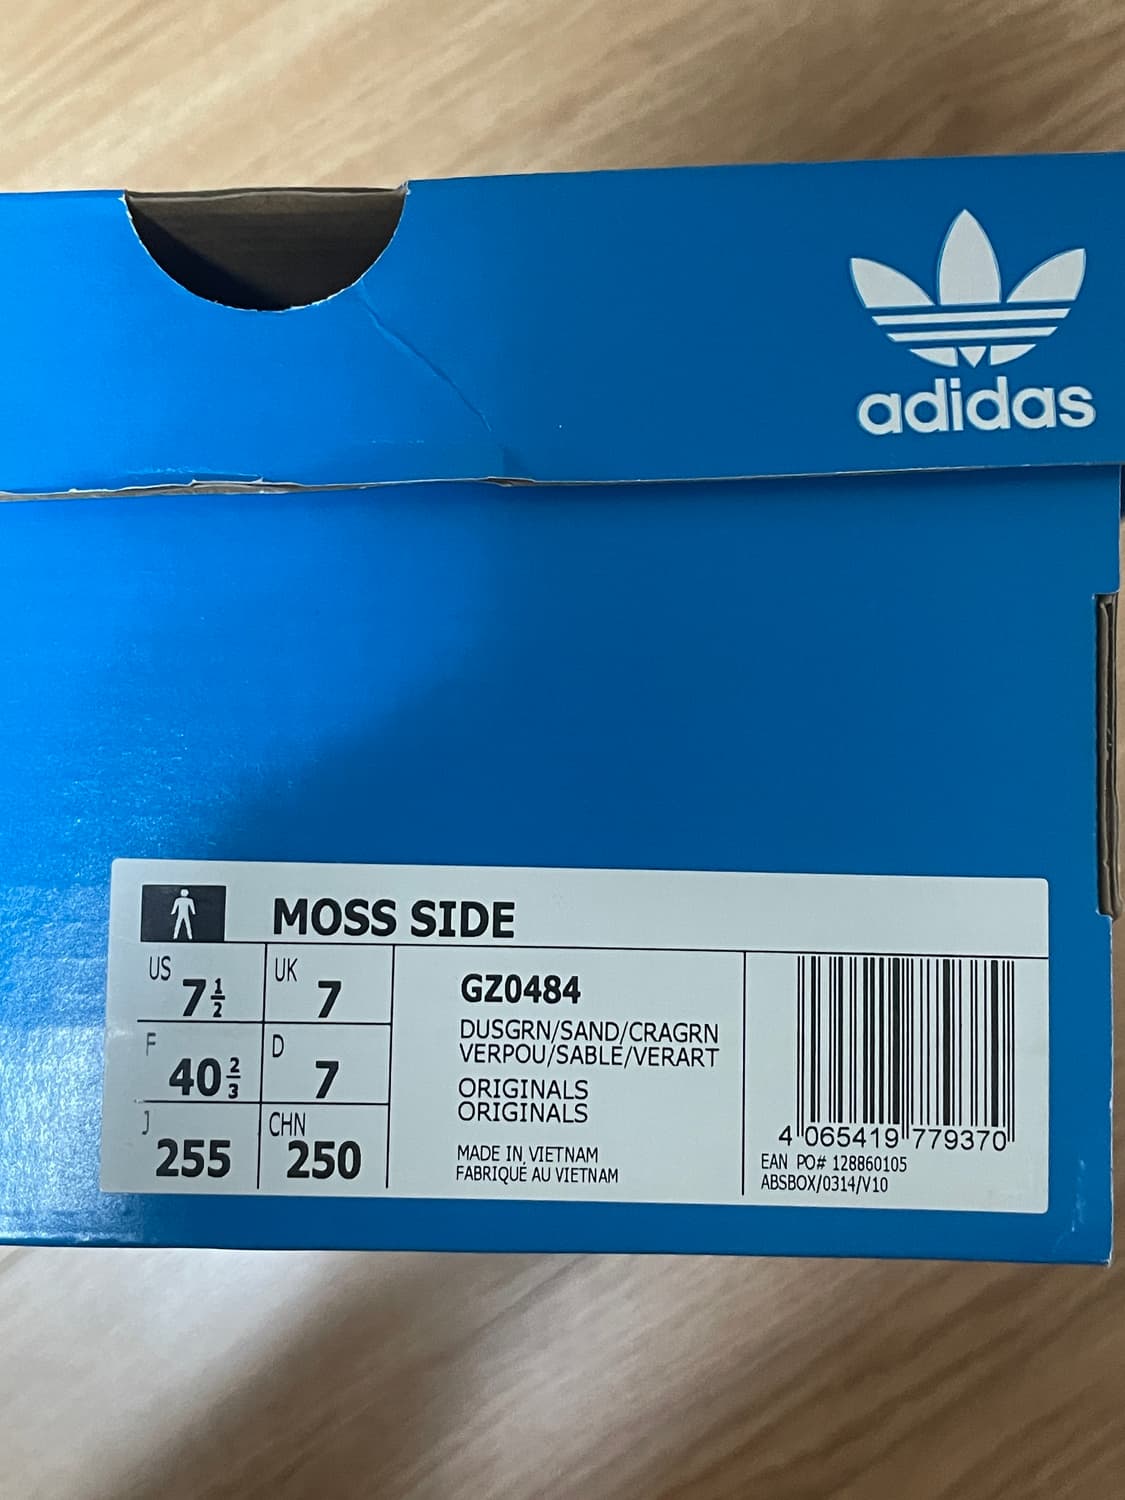 adidas
MOSS SIDE
US 7½
UK 7
F 40⅔
D 7
J 255
CHN 250
GZ0484
DUSGRN/SAND/CRAGRN
VERPOU/SABLE/VERART
ORIGINALS
ORIGINALS
MADE IN VIETNAM
FABRIQUÉ AU VIETNAM
4 065419 779370
EAN PO# 128860105
ABSBOX/0314/V10